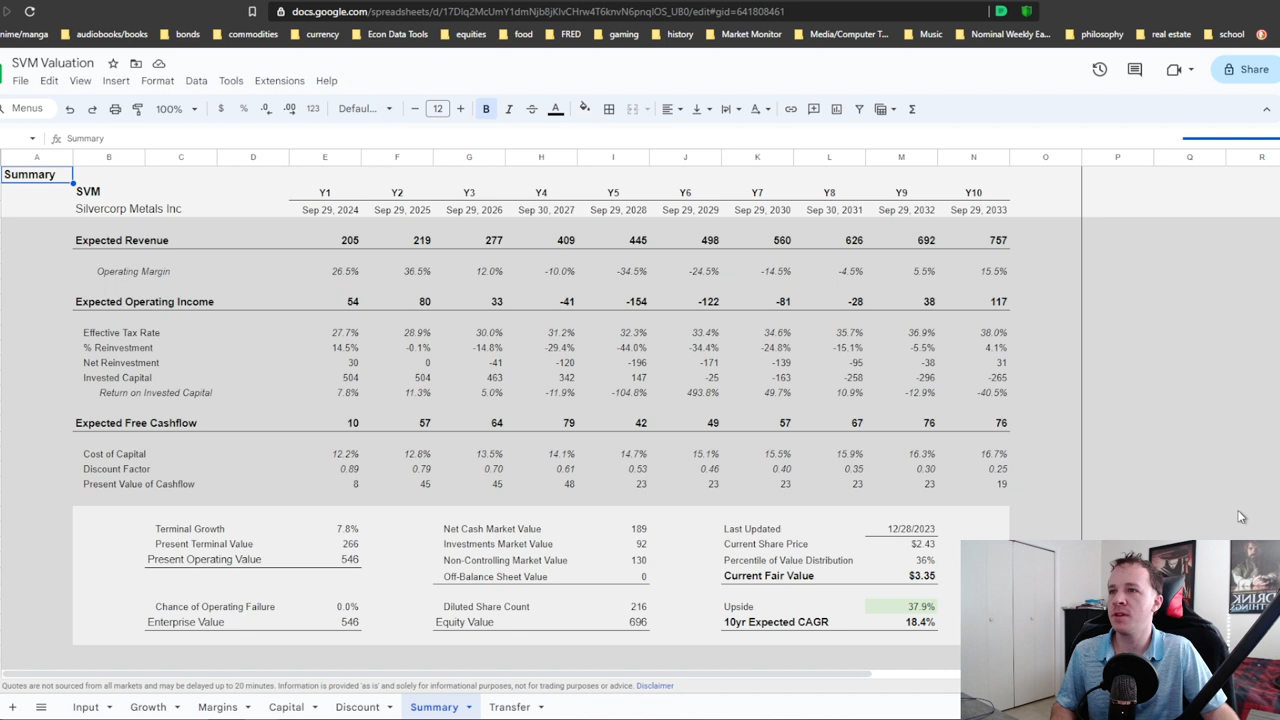 docs.google.com/spreadsheets/d/17DIq2McUmY1dmNjb8jKIvCHrw4T6knvN6pnqIOS_UB0/edit#gid=641808461
nime/manga audiobooks/books bonds commodities currency Econ Data Tools equities food FRED gaming history Market Monitor Media/Computer T... Music Nominal Weekly Ea... philosophy real estate school
SVM Valuation
File Edit View Insert Format Data Tools Extensions Help
Share
Menus 100% $ % .0 .00 123 Defaul... 12 B I A Σ
fx Summary
A B C D E F G H I J K L M N O P Q R
Summary
SVM Y1 Y2 Y3 Y4 Y5 Y6 Y7 Y8 Y9 Y10
Silvercorp Metals Inc Sep 29, 2024 Sep 29, 2025 Sep 29, 2026 Sep 30, 2027 Sep 29, 2028 Sep 29, 2029 Sep 29, 2030 Sep 30, 2031 Sep 29, 2032 Sep 29, 2033
Expected Revenue 205 219 277 409 445 498 560 626 692 757
Operating Margin 26.5% 36.5% 12.0% -10.0% -34.5% -24.5% -14.5% -4.5% 5.5% 15.5%
Expected Operating Income 54 80 33 -41 -154 -122 -81 -28 38 117
Effective Tax Rate 27.7% 28.9% 30.0% 31.2% 32.3% 33.4% 34.6% 35.7% 36.9% 38.0%
% Reinvestment 14.5% -0.1% -14.8% -29.4% -44.0% -34.4% -24.8% -15.1% -5.5% 4.1%
Net Reinvestment 30 0 -41 -120 -196 -171 -139 -95 -38 31
Invested Capital 504 504 463 342 147 -25 -163 -258 -296 -265
Return on Invested Capital 7.8% 11.3% 5.0% -11.9% -104.8% 493.8% 49.7% 10.9% -12.9% -40.5%
Expected Free Cashflow 10 57 64 79 42 49 57 67 76 76
Cost of Capital 12.2% 12.8% 13.5% 14.1% 14.7% 15.1% 15.5% 15.9% 16.3% 16.7%
Discount Factor 0.89 0.79 0.70 0.61 0.53 0.46 0.40 0.35 0.30 0.25
Present Value of Cashflow 8 45 45 48 23 23 23 23 23 19
Terminal Growth 7.8% Net Cash Market Value 189 Last Updated 12/28/2023
Present Terminal Value 266 Investments Market Value 92 Current Share Price $2.43
Present Operating Value 546 Non-Controlling Market Value 130 Percentile of Value Distribution 36%
Off-Balance Sheet Value 0 Current Fair Value $3.35
Chance of Operating Failure 0.0% Diluted Share Count 216 Upside 37.9%
Enterprise Value 546 Equity Value 696 10yr Expected CAGR 18.4%
DRINK
Quotes are not sourced from all markets and may be delayed up to 20 minutes. Information is provided 'as is' and solely for informational purposes, not for trading purposes or advice. Disclaimer
Input Growth Margins Capital Discount Summary Transfer